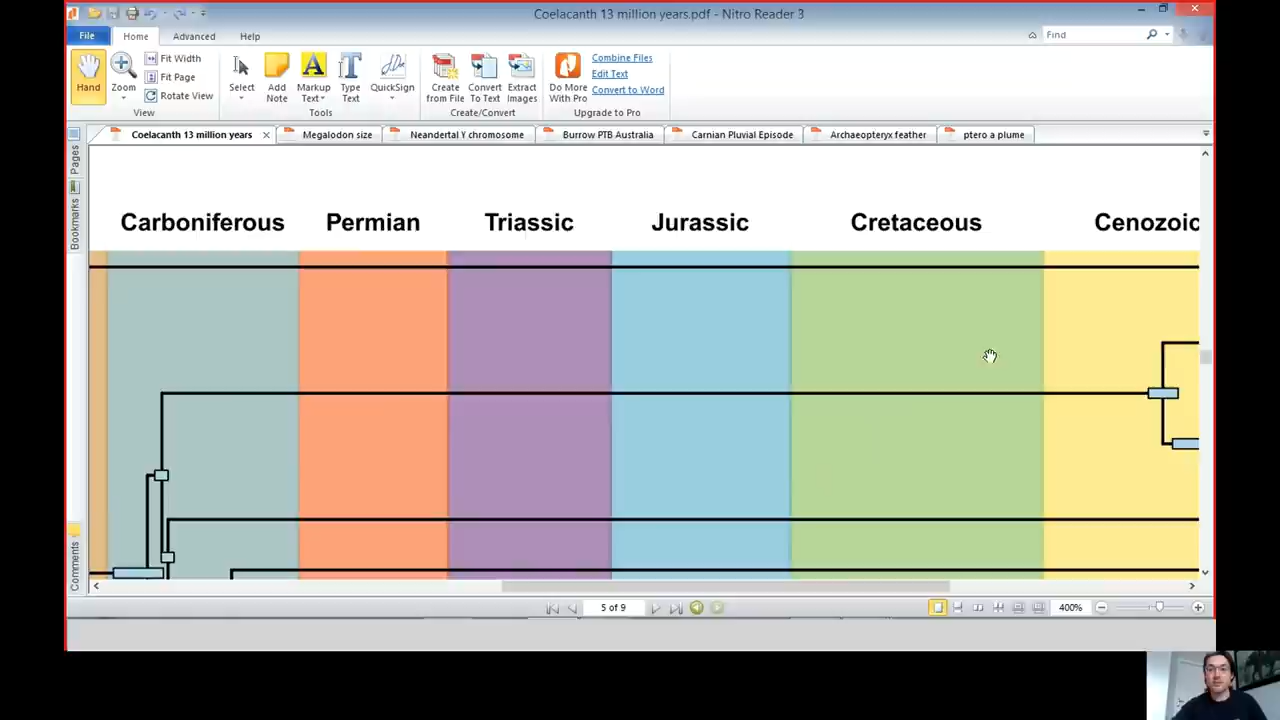 Coelacanth 13 million years.pdf - Nitro Reader 3
File Home Advanced Help
Find
Hand
Zoom
Fit Width
Fit Page
Rotate View
View
Select
Add Note
Markup Text
Type Text
QuickSign
Tools
Create from File
Convert To Text
Extract Images
Create/Convert
Do More With Pro
Combine Files
Edit Text
Convert to Word
Upgrade to Pro
Coelacanth 13 million years Megalodon size Neandertal Y chromosome Burrow PTB Australia Carnian Pluvial Episode Archaeopteryx feather ptero a plume
Pages
Bookmarks
Comments
Carboniferous Permian Triassic Jurassic Cretaceous Cenozoic
5 of 9
400%